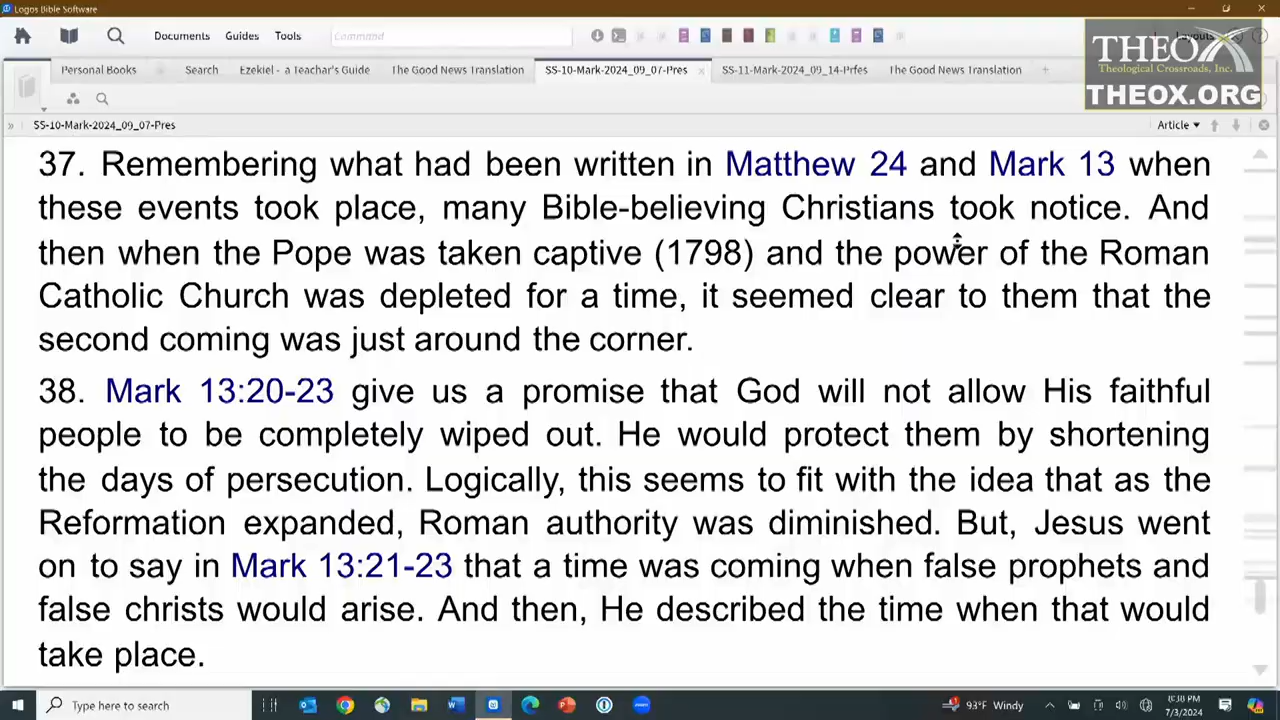 Logos Bible Software
Documents Guides Tools Command
THEOX
Theological Crossroads, Inc.
THEOX.ORG
Personal Books Search Ezekiel - a Teacher's Guide SS-10-Mark-2024_09_07-Pres The Good News Translation
SS-10-Mark-2024_09_07-Pres Article
37. Remembering what had been written in Matthew 24 and Mark 13 when
these events took place, many Bible-believing Christians took notice. And
then when the Pope was taken captive (1798) and the power of the Roman
Catholic Church was depleted for a time, it seemed clear to them that the
second coming was just around the corner.
38. Mark 13:20-23 give us a promise that God will not allow His faithful
people to be completely wiped out. He would protect them by shortening
the days of persecution. Logically, this seems to fit with the idea that as the
Reformation expanded, Roman authority was diminished. But, Jesus went
on to say in Mark 13:21-23 that a time was coming when false prophets and
false christs would arise. And then, He described the time when that would
take place.
Type here to search 93°F Windy
7/3/2024